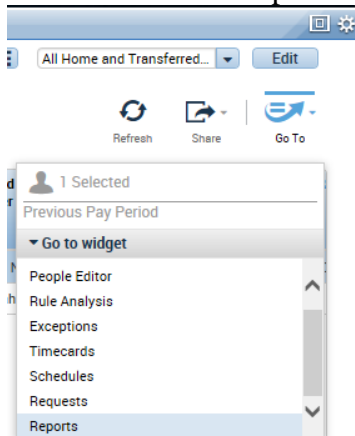 All Home and Transferred... Edit
Refresh Share Go To
1 Selected
Previous Pay Period
Go to widget
People Editor
Rule Analysis
Exceptions
Timecards
Schedules
Requests
Reports